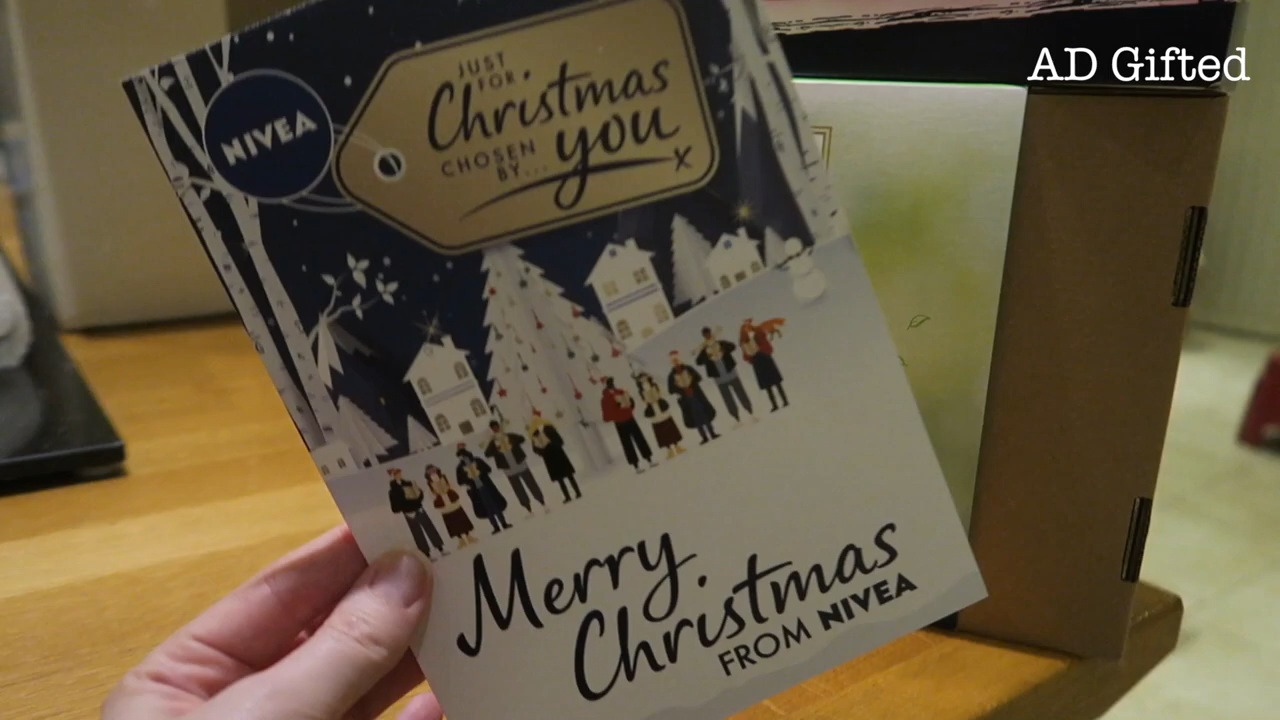 AD Gifted
NIVEA
JUST
FOR
Christmas
CHOSEN
BY... you x
Merry
Christmas
FROM NIVEA